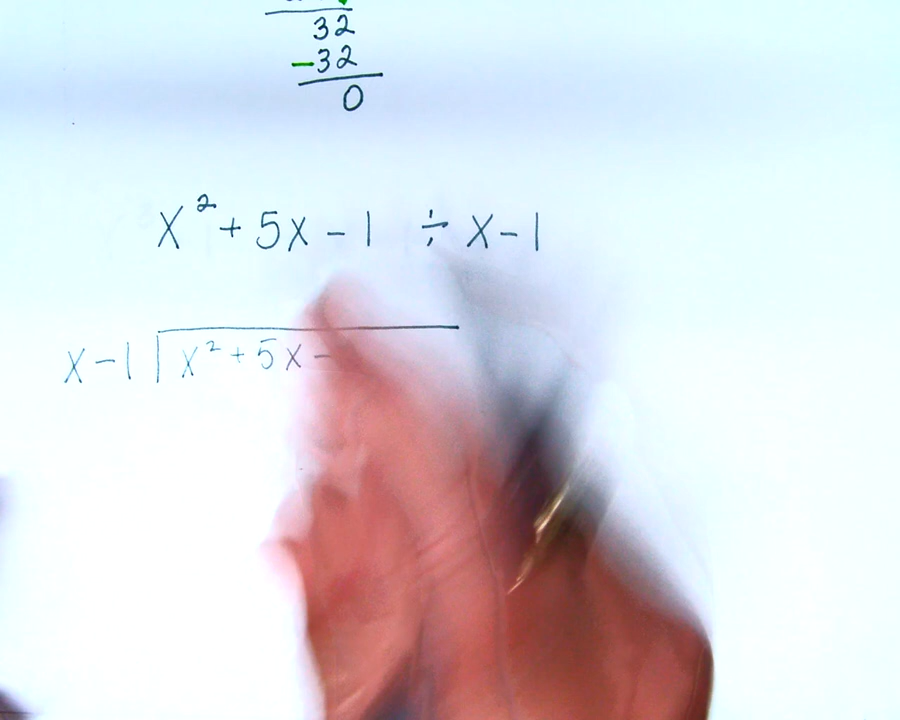 32
-32
0
x² + 5x - 1 ÷ x - 1
x - 1 x² + 5x -